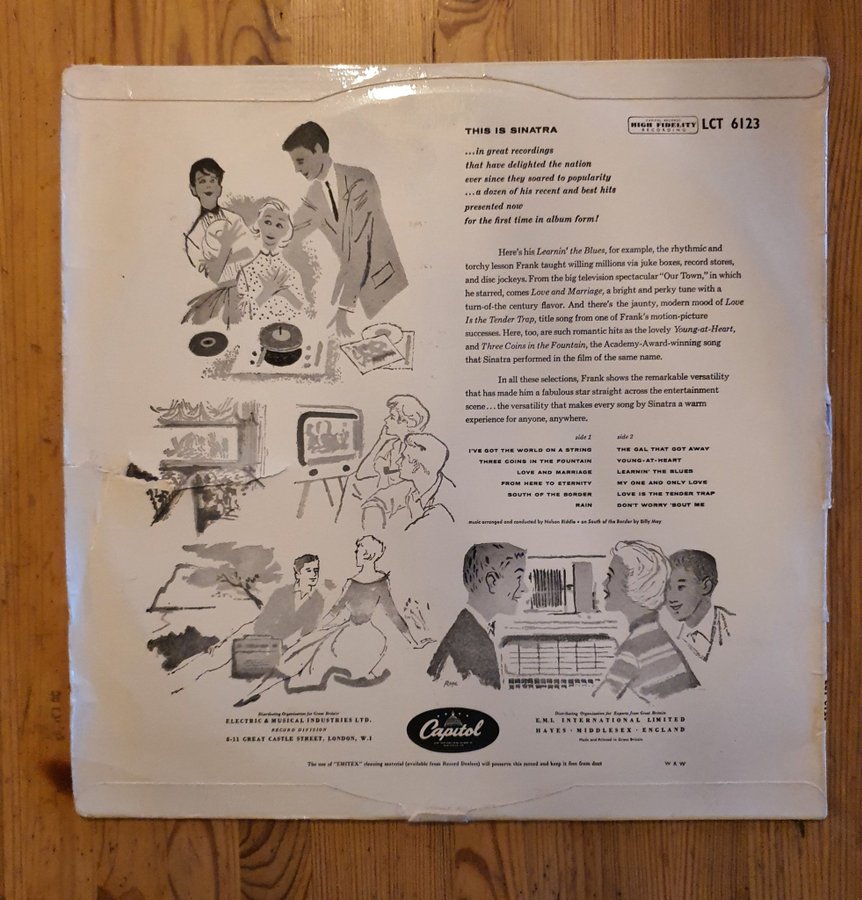 THIS IS SINATRA
HIGH FIDELITY
RECORDING
LCT 6123
...in great recordings
that have delighted the nation
ever since they soared to popularity
...a dozen of his recent and best hits
presented now
for the first time in album form!
Here's his Learnin' the Blues, for example, the rhythmic and
torchy lesson Frank taught willing millions via juke boxes, record stores,
and disc jockeys. From the big television spectacular "Our Town," in which
he starred, comes Love and Marriage, a bright and perky tune with a
turn-of-the century flavor. And there's the jaunty, modern mood of Love
Is the Tender Trap, title song from one of Frank's motion-picture
successes. Here, too, are such romantic hits as the lovely Young-at-Heart,
and Three Coins in the Fountain, the Academy-Award-winning song
that Sinatra performed in the film of the same name.
In all these selections, Frank shows the remarkable versatility
that has made him a fabulous star straight across the entertainment
scene...the versatility that makes every song by Sinatra a warm
experience for anyone, anywhere.
side 1
I'VE GOT THE WORLD ON A STRING
THREE COINS IN THE FOUNTAIN
LOVE AND MARRIAGE
FROM HERE TO ETERNITY
SOUTH OF THE BORDER
RAIN
side 2
THE GAL THAT GOT AWAY
YOUNG-AT-HEART
LEARNIN' THE BLUES
MY ONE AND ONLY LOVE
LOVE IS THE TENDER TRAP
DON'T WORRY 'BOUT ME
music arranged and conducted by Nelson Riddle • on South of the Border by Billy May
Distributing Organisation for Great Britain
ELECTRIC & MUSICAL INDUSTRIES LTD.
RECORD DIVISION
8-11 GREAT CASTLE STREET, LONDON, W.1
Capitol
Distributing Organisation for Exports from Great Britain
E.M.I. INTERNATIONAL LIMITED
HAYES · MIDDLESEX · ENGLAND
Made and Printed in Great Britain
The use of "EMITEX" cleaning material (available from Record Dealers) will preserve this record and keep it free from dust
W & W